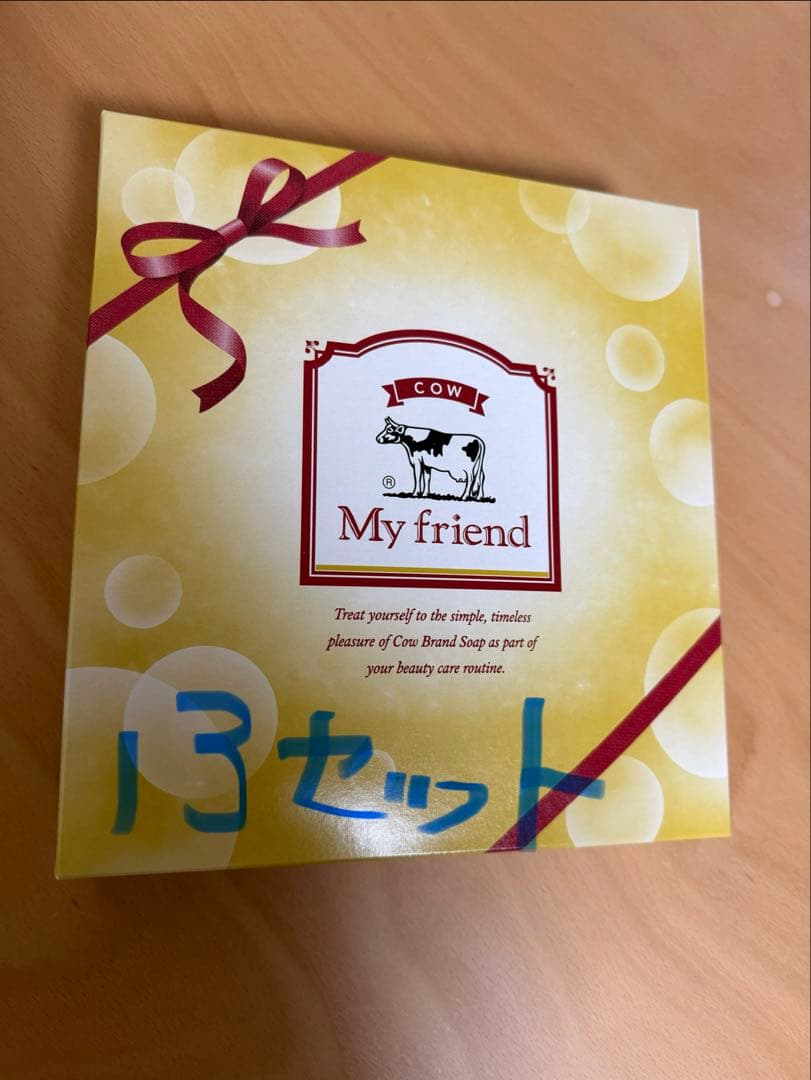 COW
®
My friend
Treat yourself to the simple, timeless
pleasure of Cow Brand Soap as part of
your beauty care routine.
13セット